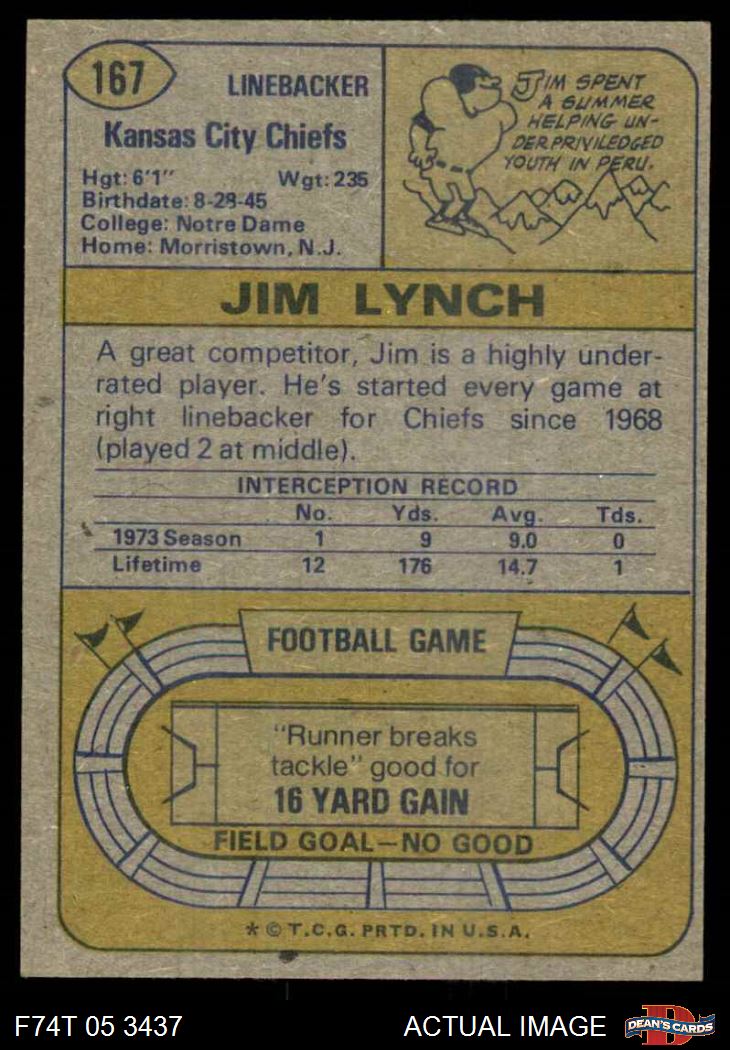 167
LINEBACKER
Kansas City Chiefs
Hgt: 6'1" Wgt: 235
Birthdate: 8-29-45
College: Notre Dame
Home: Morristown, N.J.
JIM SPENT
A SUMMER
HELPING UN-
DERPRIVILEDGED
YOUTH IN PERU.
JIM LYNCH
A great competitor, Jim is a highly under-
rated player. He's started every game at
right linebacker for Chiefs since 1968
(played 2 at middle).
INTERCEPTION RECORD
No. Yds. Avg. Tds.
1973 Season 1 9 9.0 0
Lifetime 12 176 14.7 1
FOOTBALL GAME
"Runner breaks
tackle" good for
16 YARD GAIN
FIELD GOAL—NO GOOD
* © T.C.G. PRTD. IN U.S.A.
F74T 05 3437 ACTUAL IMAGE
D
DEAN'S CARDS